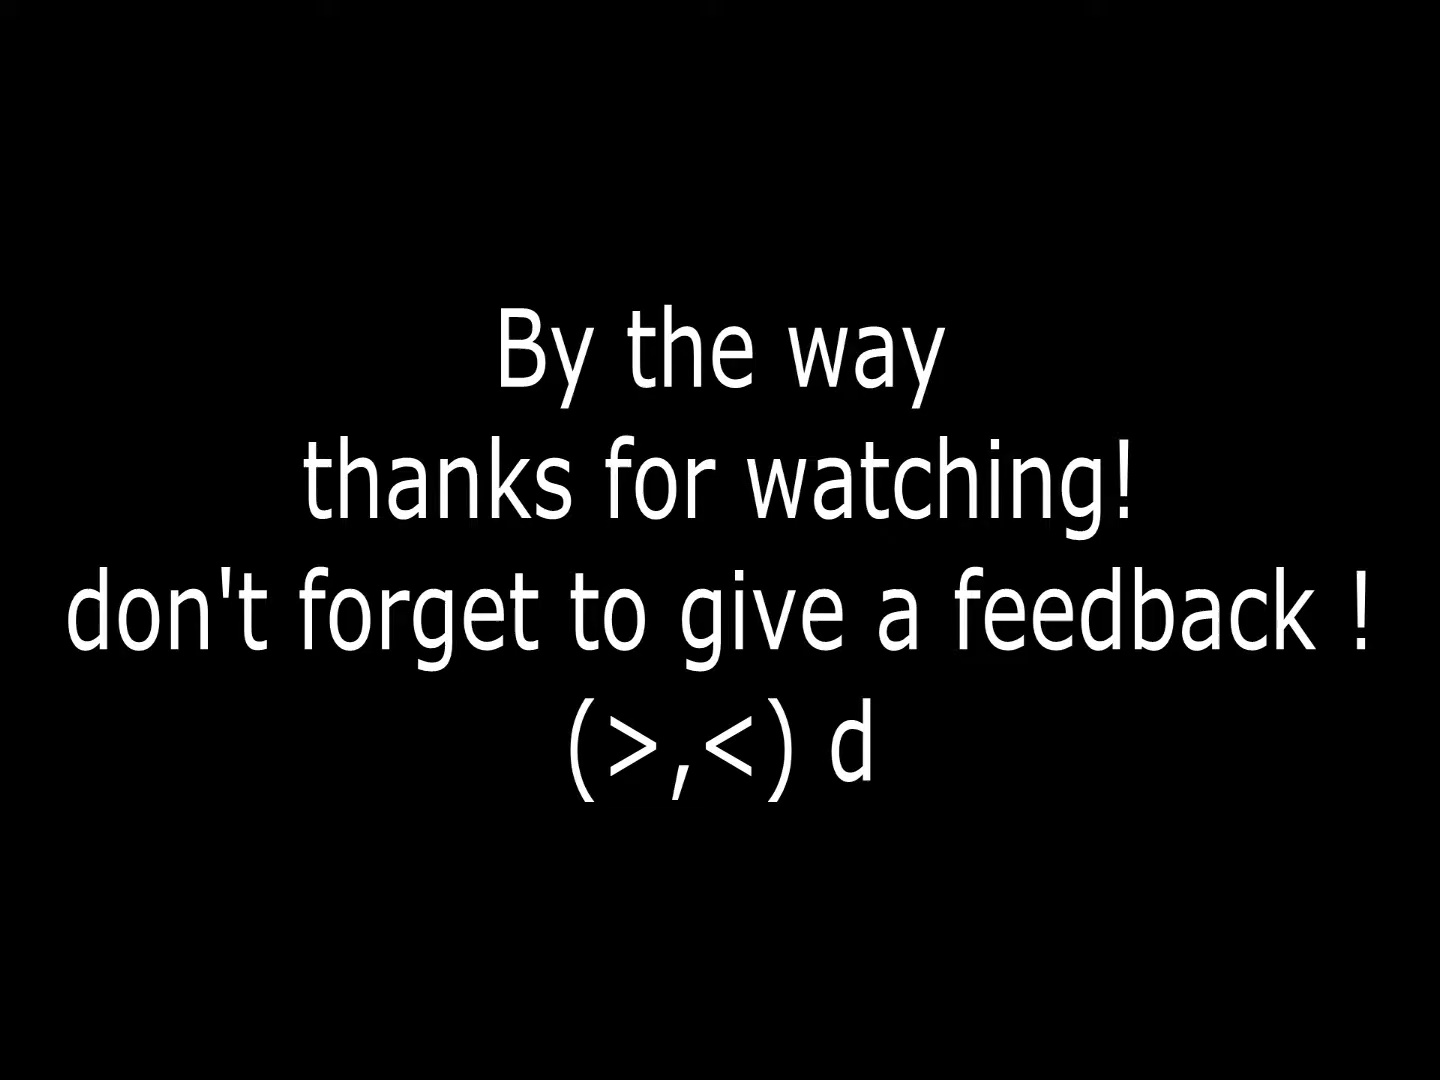 By the way
thanks for watching!
don't forget to give a feedback !
(>,<) d